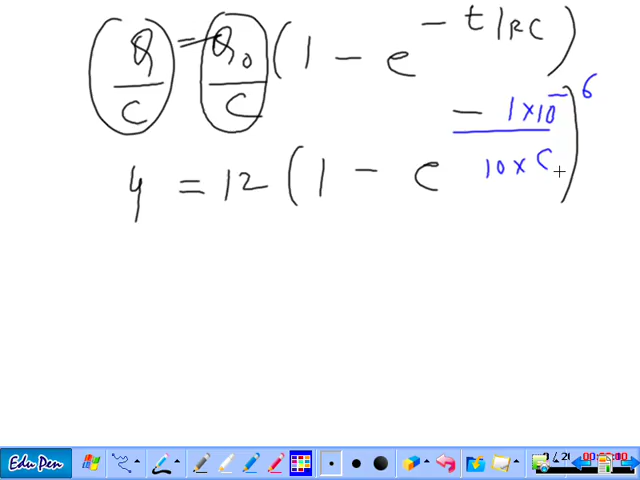 q/C = q₀/C (1 - e^(-t/RC))
4 = 12 (1 - e^(-1×10^-6 / 10×C))
Edu Pen